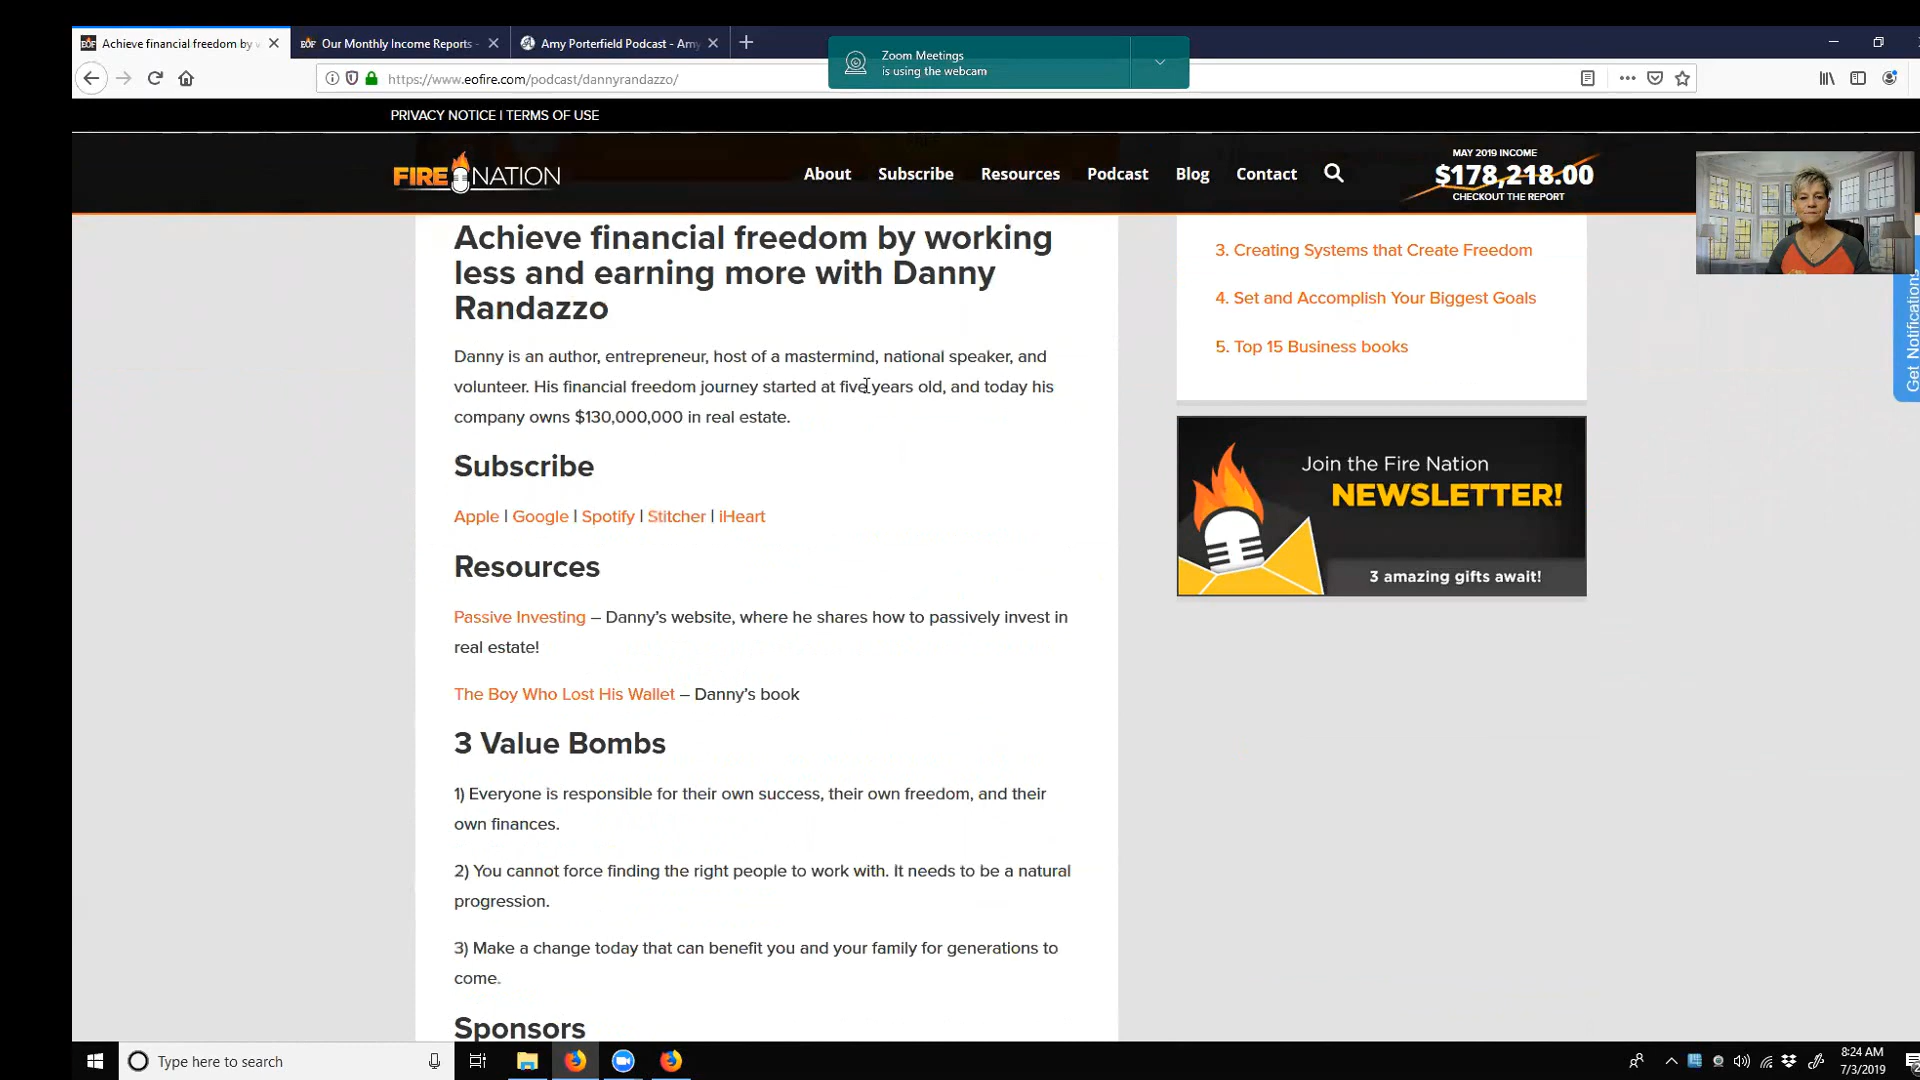 Achieve financial freedom by
Our Monthly Income Reports -
Amy Porterfield Podcast - Amy
Zoom Meetings
is using the webcam
https://www.eofire.com/podcast/dannyrandazzo/
PRIVACY NOTICE | TERMS OF USE
FIRE NATION
About
Subscribe
Resources
Podcast
Blog
Contact
MAY 2019 INCOME
$178,218.00
CHECKOUT THE REPORT
Achieve financial freedom by working
less and earning more with Danny
Randazzo
Danny is an author, entrepreneur, host of a mastermind, national speaker, and
volunteer. His financial freedom journey started at five years old, and today his
company owns $130,000,000 in real estate.
Subscribe
Apple | Google | Spotify | Stitcher | iHeart
Resources
Passive Investing – Danny’s website, where he shares how to passively invest in
real estate!
The Boy Who Lost His Wallet – Danny’s book
3 Value Bombs
1) Everyone is responsible for their own success, their own freedom, and their
own finances.
2) You cannot force finding the right people to work with. It needs to be a natural
progression.
3) Make a change today that can benefit you and your family for generations to
come.
Sponsors
3. Creating Systems that Create Freedom
4. Set and Accomplish Your Biggest Goals
5. Top 15 Business books
Join the Fire Nation
NEWSLETTER!
3 amazing gifts await!
Get Notifications
Type here to search
8:24 AM
7/3/2019